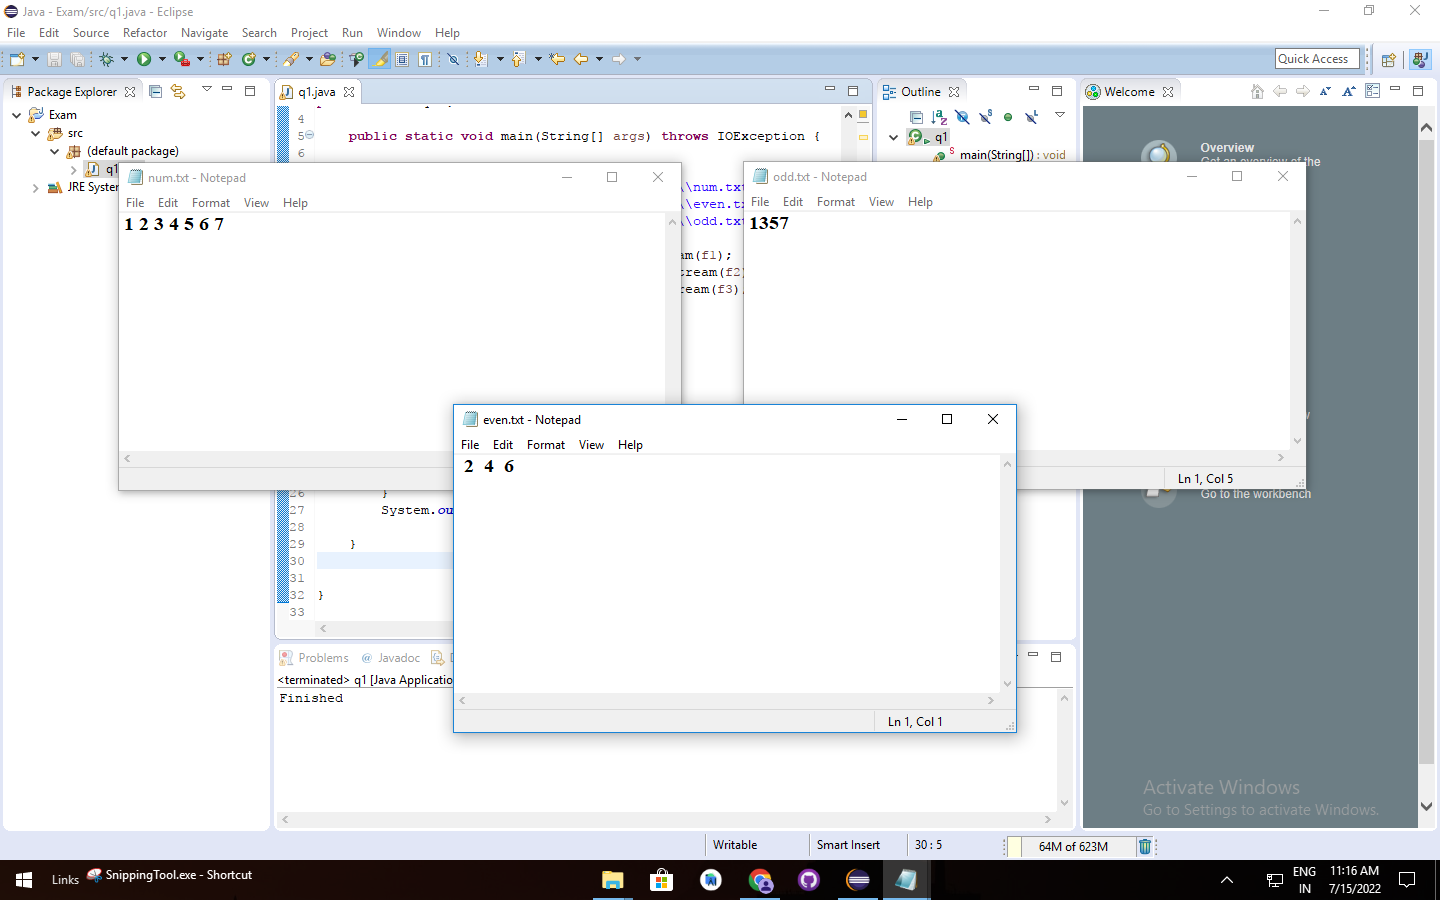 Java - Exam/src/q1.java - Eclipse
File Edit Source Refactor Navigate Search Project Run Window Help
Quick Access
Package Explorer
Exam
src
(default package)
q1
JRE System
q1.java
4
5 public static void main(String[] args) throws IOException {
6
\\num.txt
\\even.tx
\\odd.txt
am(f1);
tream(f2)
ream(f3)
26 }
27 System.ou
28
29 }
30
31
32 }
33
Outline
q1
main(String[]) : void
Welcome
Overview
Get an overview of the
Go to the workbench
num.txt - Notepad
File Edit Format View Help
1 2 3 4 5 6 7
odd.txt - Notepad
File Edit Format View Help
1357
Ln 1, Col 5
even.txt - Notepad
File Edit Format View Help
2 4 6
Ln 1, Col 1
Problems @ Javadoc
<terminated> q1 [Java Applicatio
Finished
Activate Windows
Go to Settings to activate Windows.
Writable Smart Insert 30 : 5 64M of 623M
Links SnippingTool.exe - Shortcut
ENG
IN
11:16 AM
7/15/2022